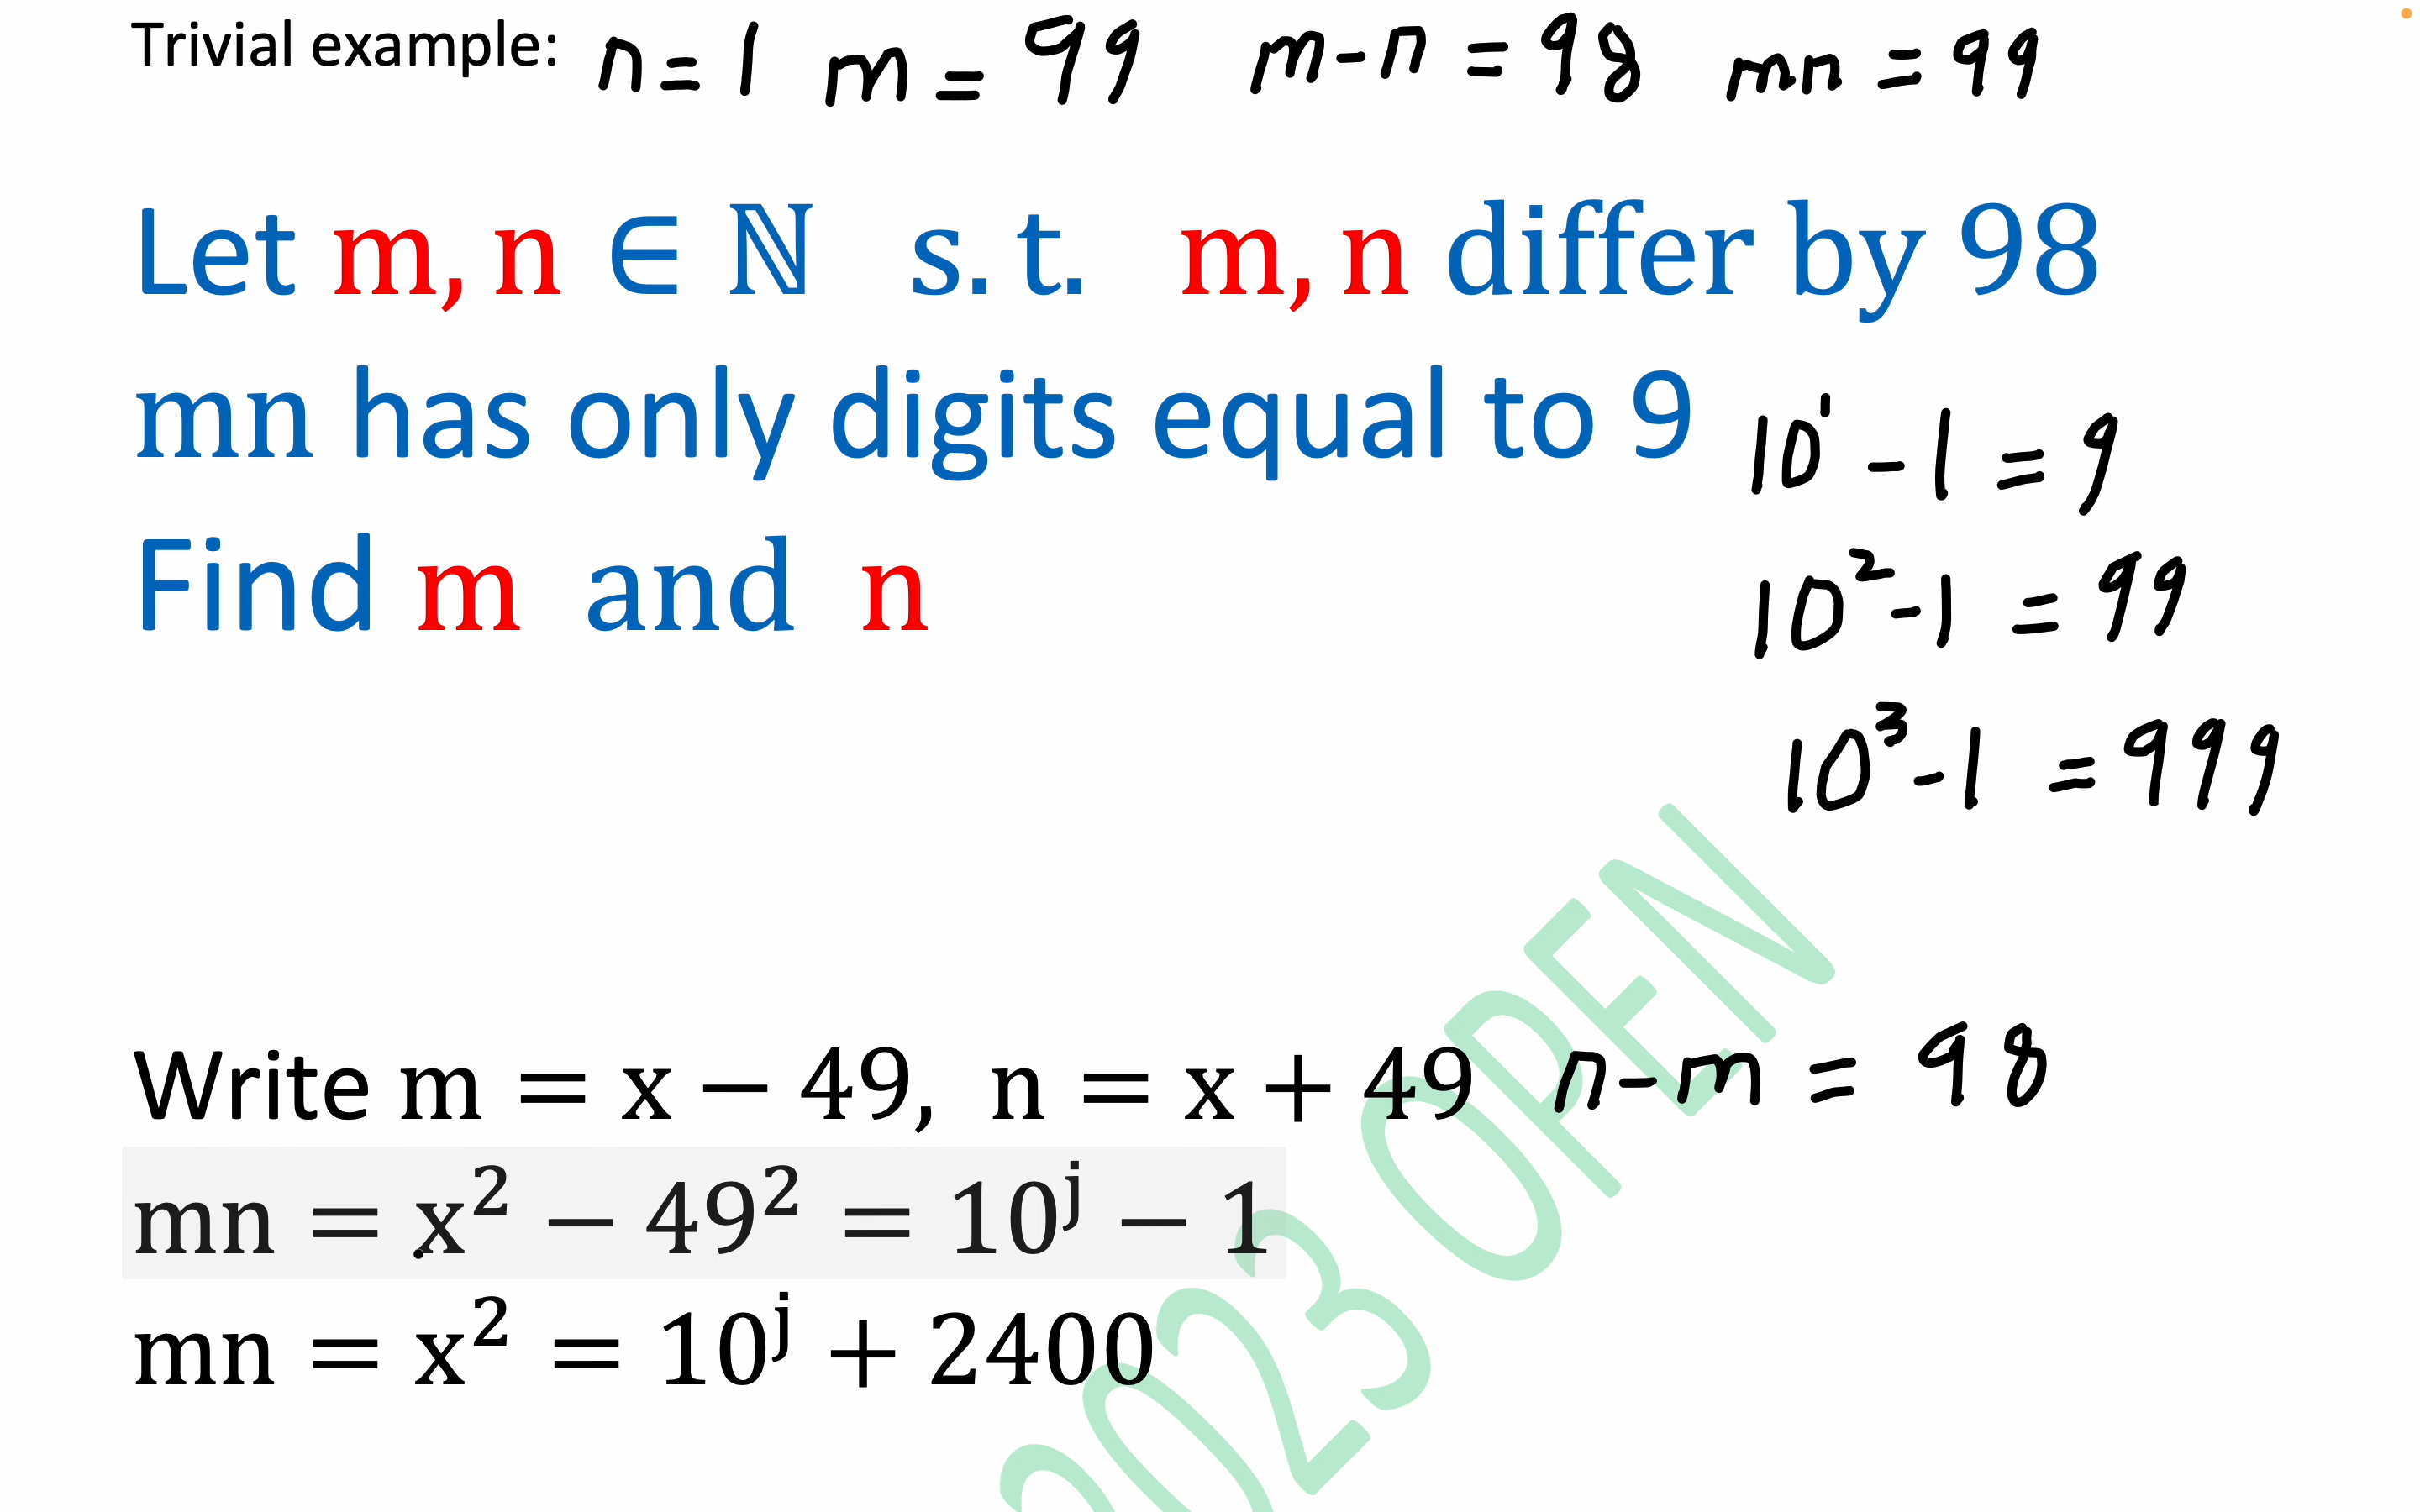 Trivial example: n = 1 m = 99 m - n = 98 mn = 99
Let m, n ∈ ℕ s. t. m, n differ by 98
mn has only digits equal to 9
10¹ - 1 = 9
Find m and n
10² - 1 = 99
10³ - 1 = 999
Write m = x − 49, n = x + 49 n - m = 98
mn = x² − 49² = 10ʲ − 1
mn = x² = 10ʲ + 2400
2023 OPEN